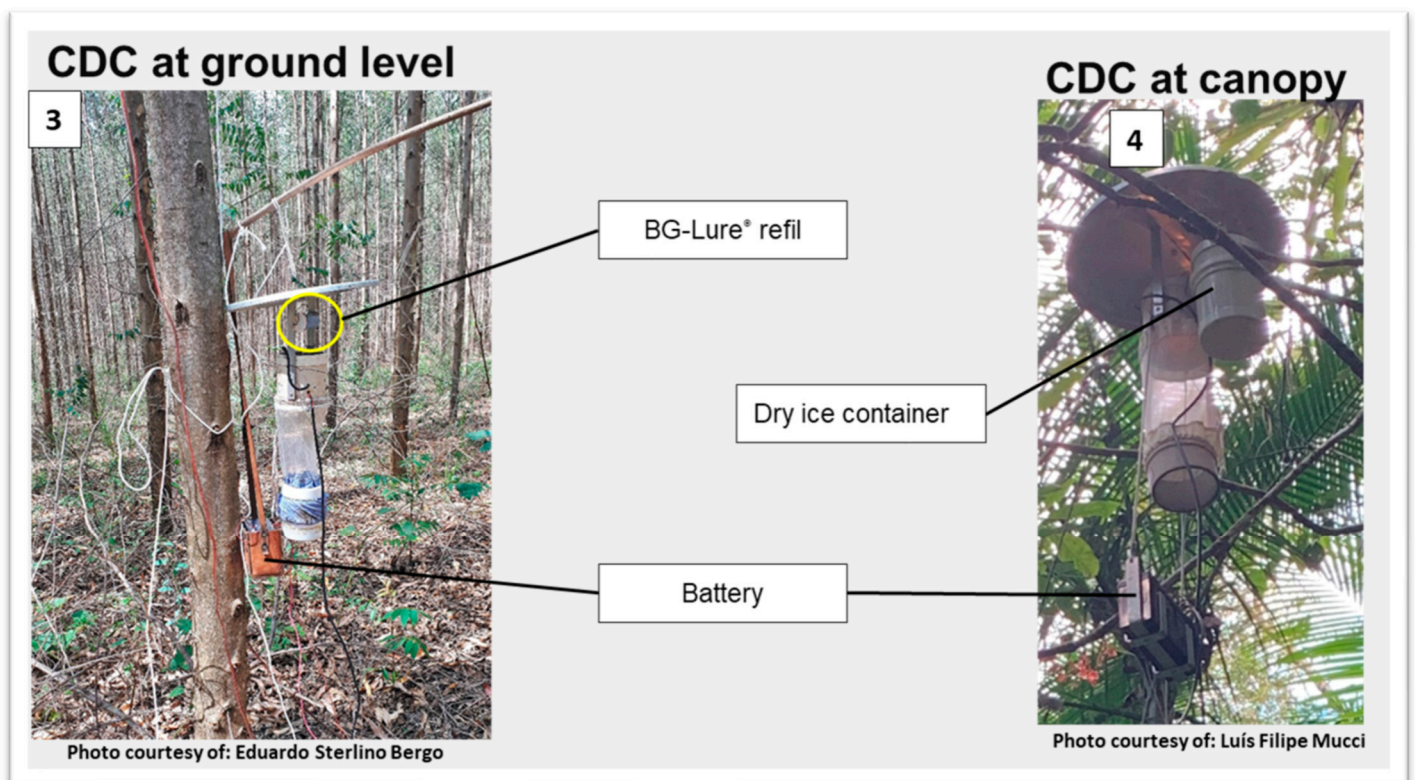 CDC at ground level
CDC at canopy
3
4
BG-Lure® refil
Dry ice container
Battery
Photo courtesy of: Eduardo Sterlino Bergo
Photo courtesy of: Luís Filipe Mucci